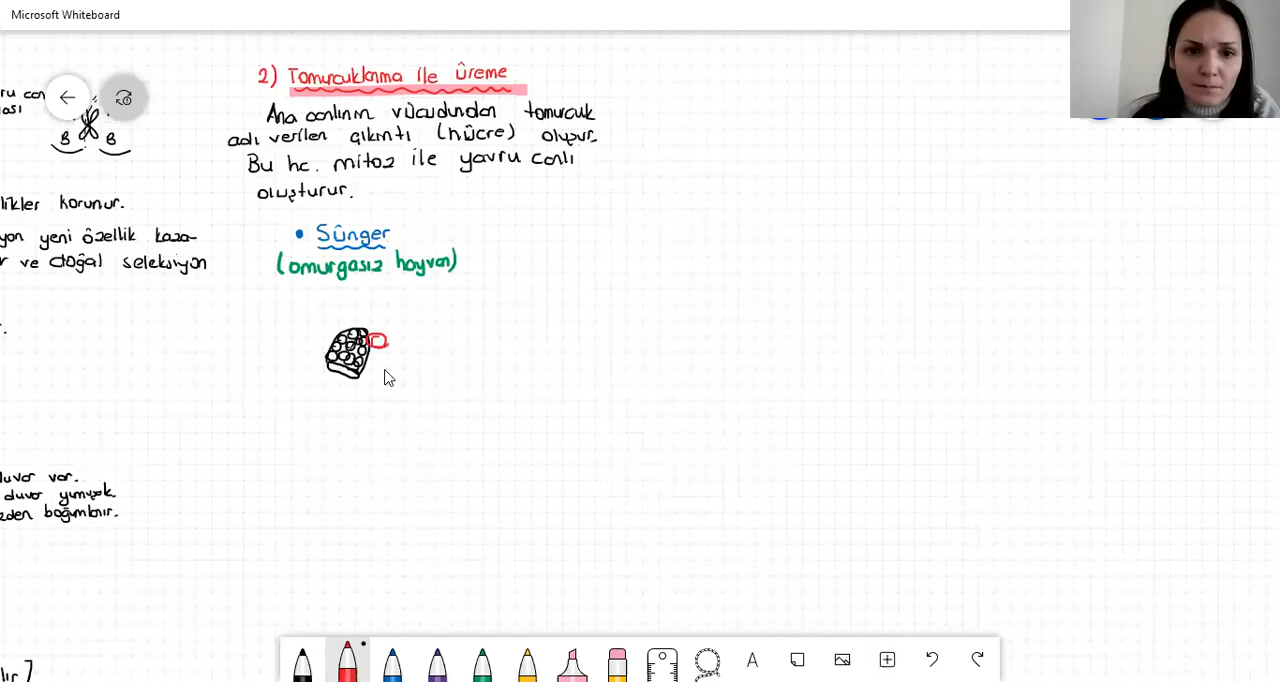 Microsoft Whiteboard
2) Tomurcuklanma ile üreme
Ana canlının vücudundan tomurcuk
adı verilen çıkıntı (hücre) oluşur.
Bu hc. mitoz ile yavru canlı
oluşturur.
• Sünger
(omurgasız hayvan)
B B
likler korunur.
yon yeni özellik kaza-
r ve doğal seleksiyon
duvar var.
duvar yumuşak
zden boğumlanır.
A